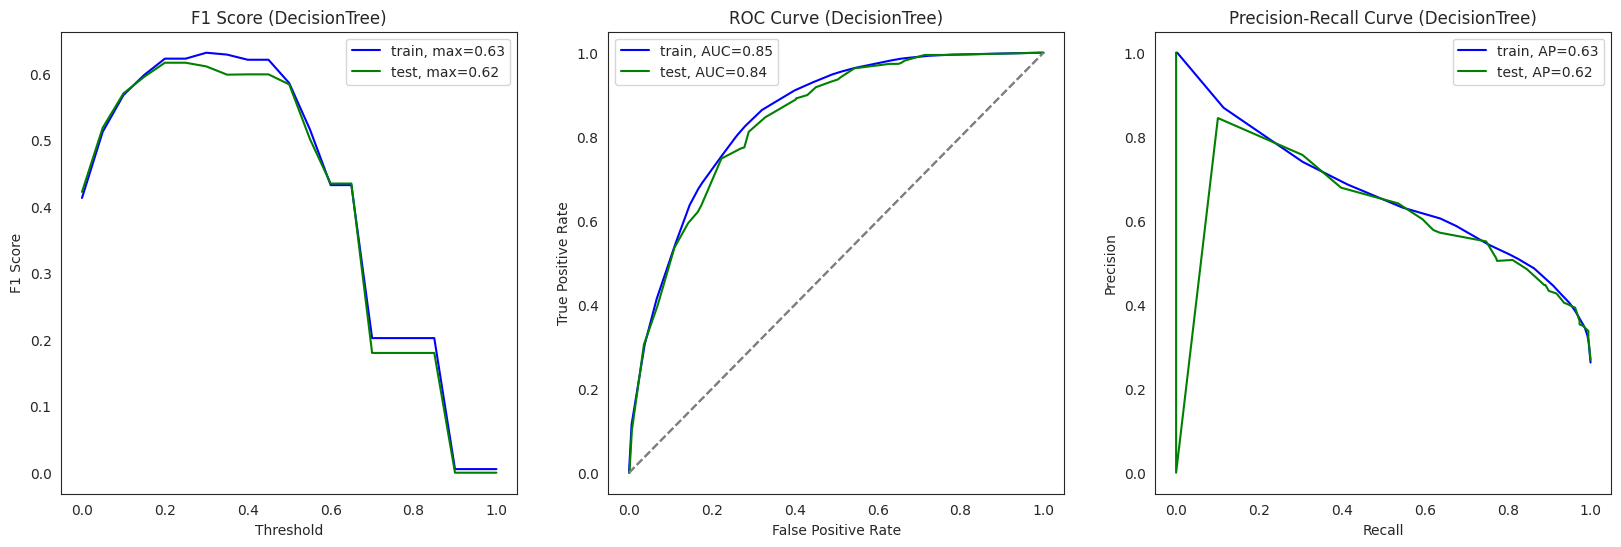 F1 Score (DecisionTree)
F1 Score
0.6
0.5
0.4
0.3
0.2
0.1
0.0
train, max=0.63
test, max=0.62
0.0 0.2 0.4 0.6 0.8 1.0
Threshold
ROC Curve (DecisionTree)
True Positive Rate
1.0
0.8
0.6
0.4
0.2
0.0
train, AUC=0.85
test, AUC=0.84
0.0 0.2 0.4 0.6 0.8 1.0
False Positive Rate
Precision-Recall Curve (DecisionTree)
Precision
1.0
0.8
0.6
0.4
0.2
0.0
train, AP=0.63
test, AP=0.62
0.0 0.2 0.4 0.6 0.8 1.0
Recall